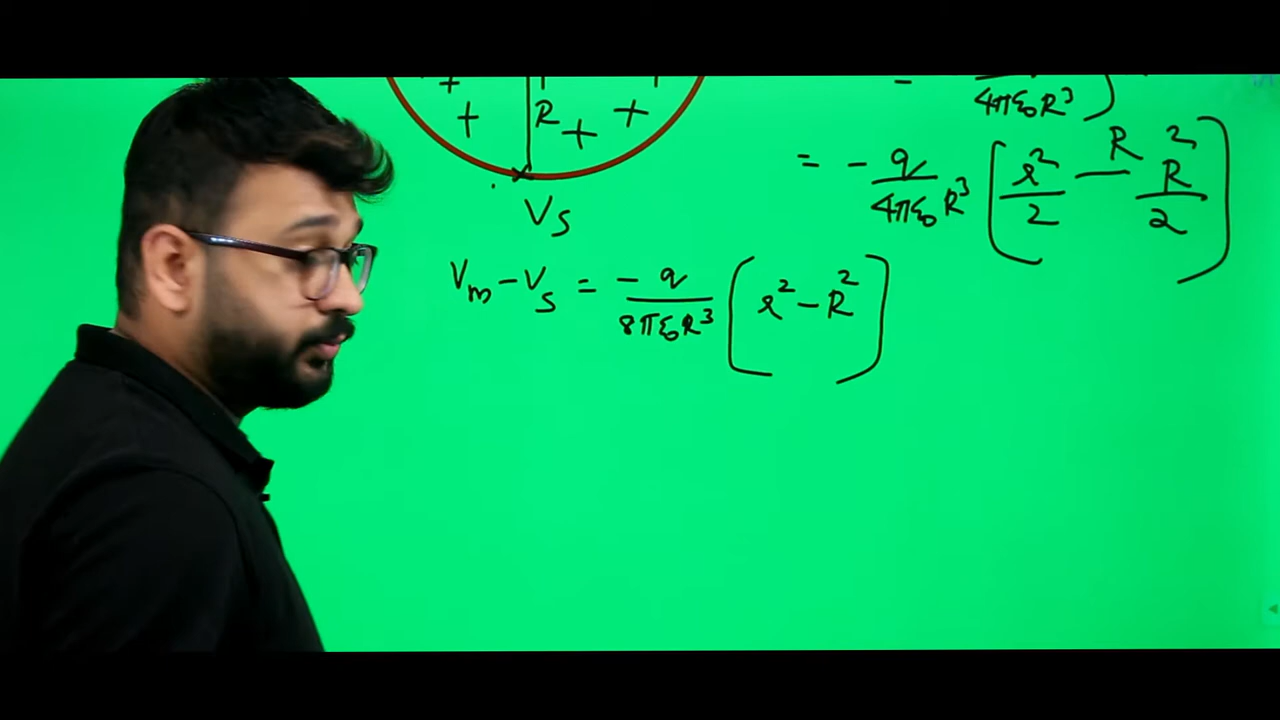 + +
+ R + +
= 4πε₀R³ )
Vs
= - q/4πε₀R³ [ r²/2 - R R²/2 ]
Vm - Vs = -q/8πε₀R³ ( r² - R² )